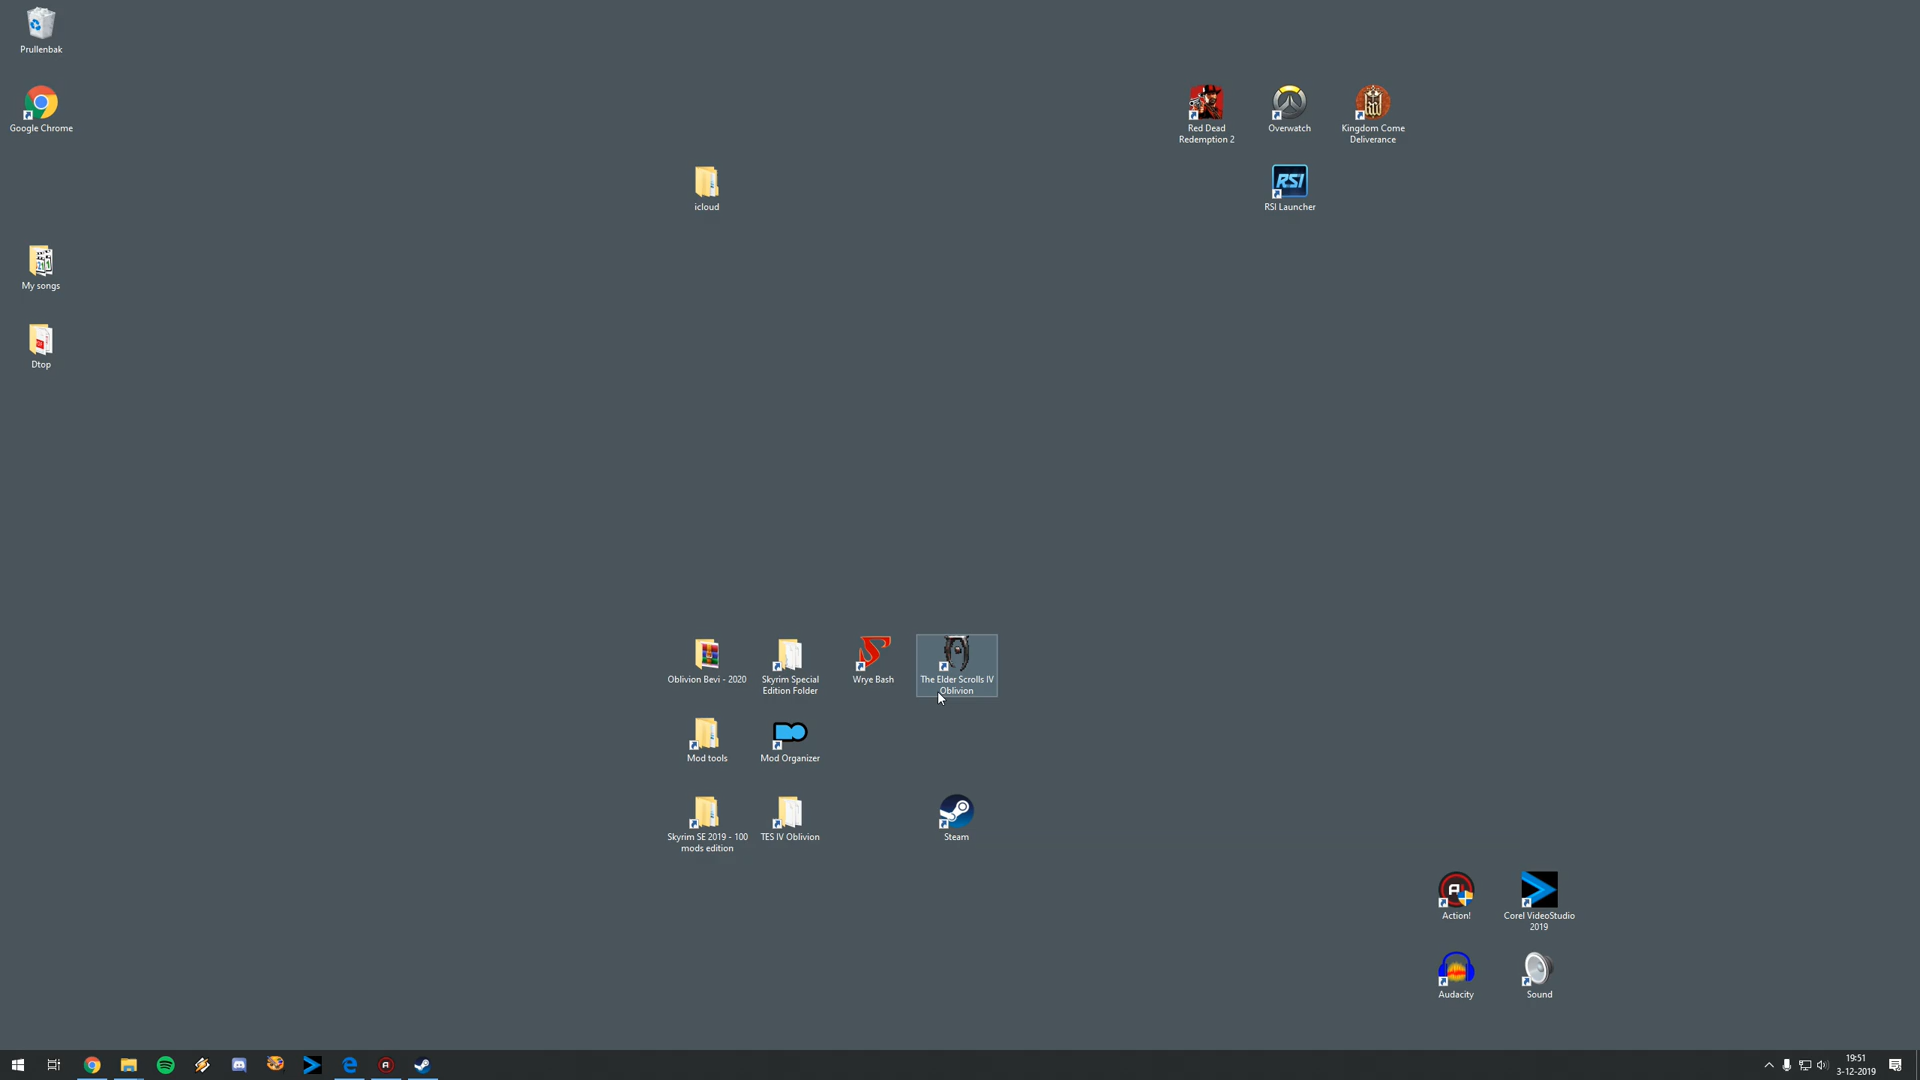 Prullenbak
Google Chrome
My songs
Dtop
icloud
Red Dead
Redemption 2
Overwatch
Kingdom Come
Deliverance
RSI
RSI Launcher
Oblivion Bevi - 2020
Skyrim Special
Edition Folder
Wrye Bash
The Elder Scrolls IV
Oblivion
Mod tools
Mod Organizer
Skyrim SE 2019 - 100
mods edition
TES IV Oblivion
Steam
Action!
Corel VideoStudio
2019
Audacity
Sound
19:51
3-12-2019